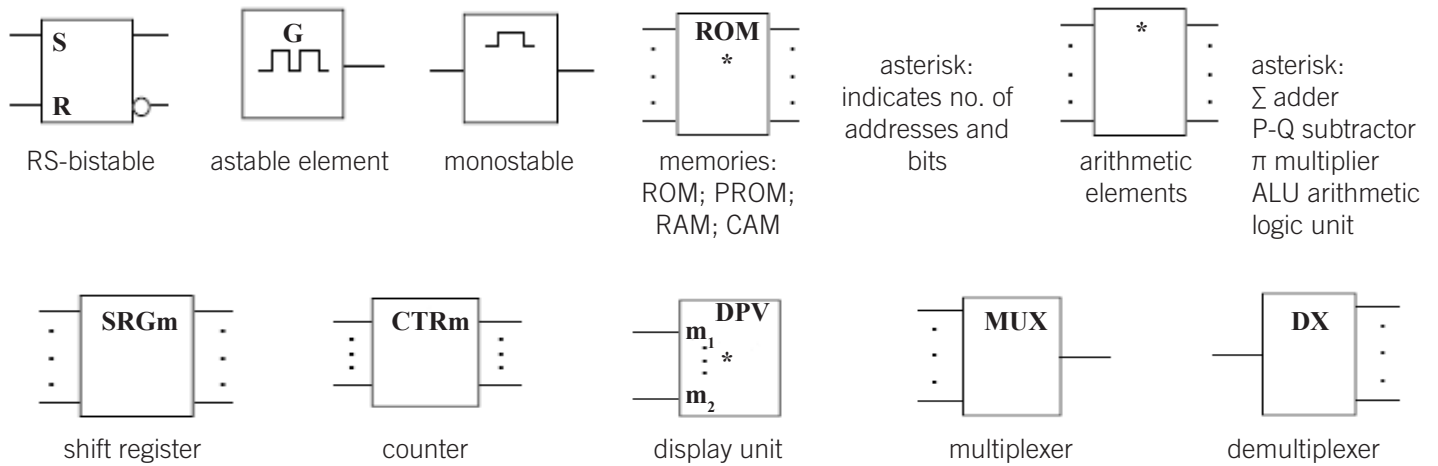 S
R
RS-bistable
G
astable element
monostable
ROM
*
memories:
ROM; PROM;
RAM; CAM
asterisk:
indicates no. of
addresses and
bits
*
arithmetic
elements
asterisk:
∑ adder
P-Q subtractor
π multiplier
ALU arithmetic
logic unit
SRGm
shift register
CTRm
counter
DPV
m1
*
m2
display unit
MUX
multiplexer
DX
demultiplexer